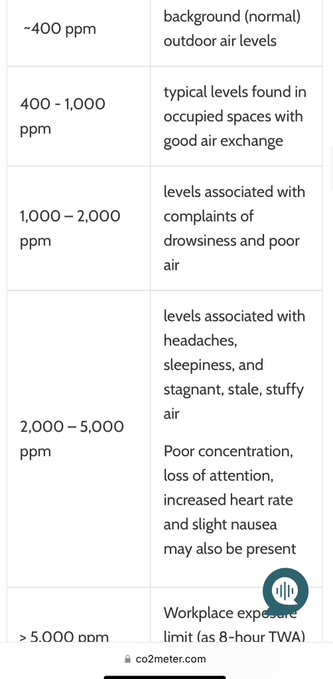 ~400 ppm
background (normal)
outdoor air levels
400 - 1,000
ppm
typical levels found in
occupied spaces with
good air exchange
1,000 – 2,000
ppm
levels associated with
complaints of
drowsiness and poor
air
2,000 – 5,000
ppm
levels associated with
headaches,
sleepiness, and
stagnant, stale, stuffy
air
Poor concentration,
loss of attention,
increased heart rate
and slight nausea
may also be present
> 5,000 ppm
Workplace exposure
limit (as 8-hour TWA)
co2meter.com